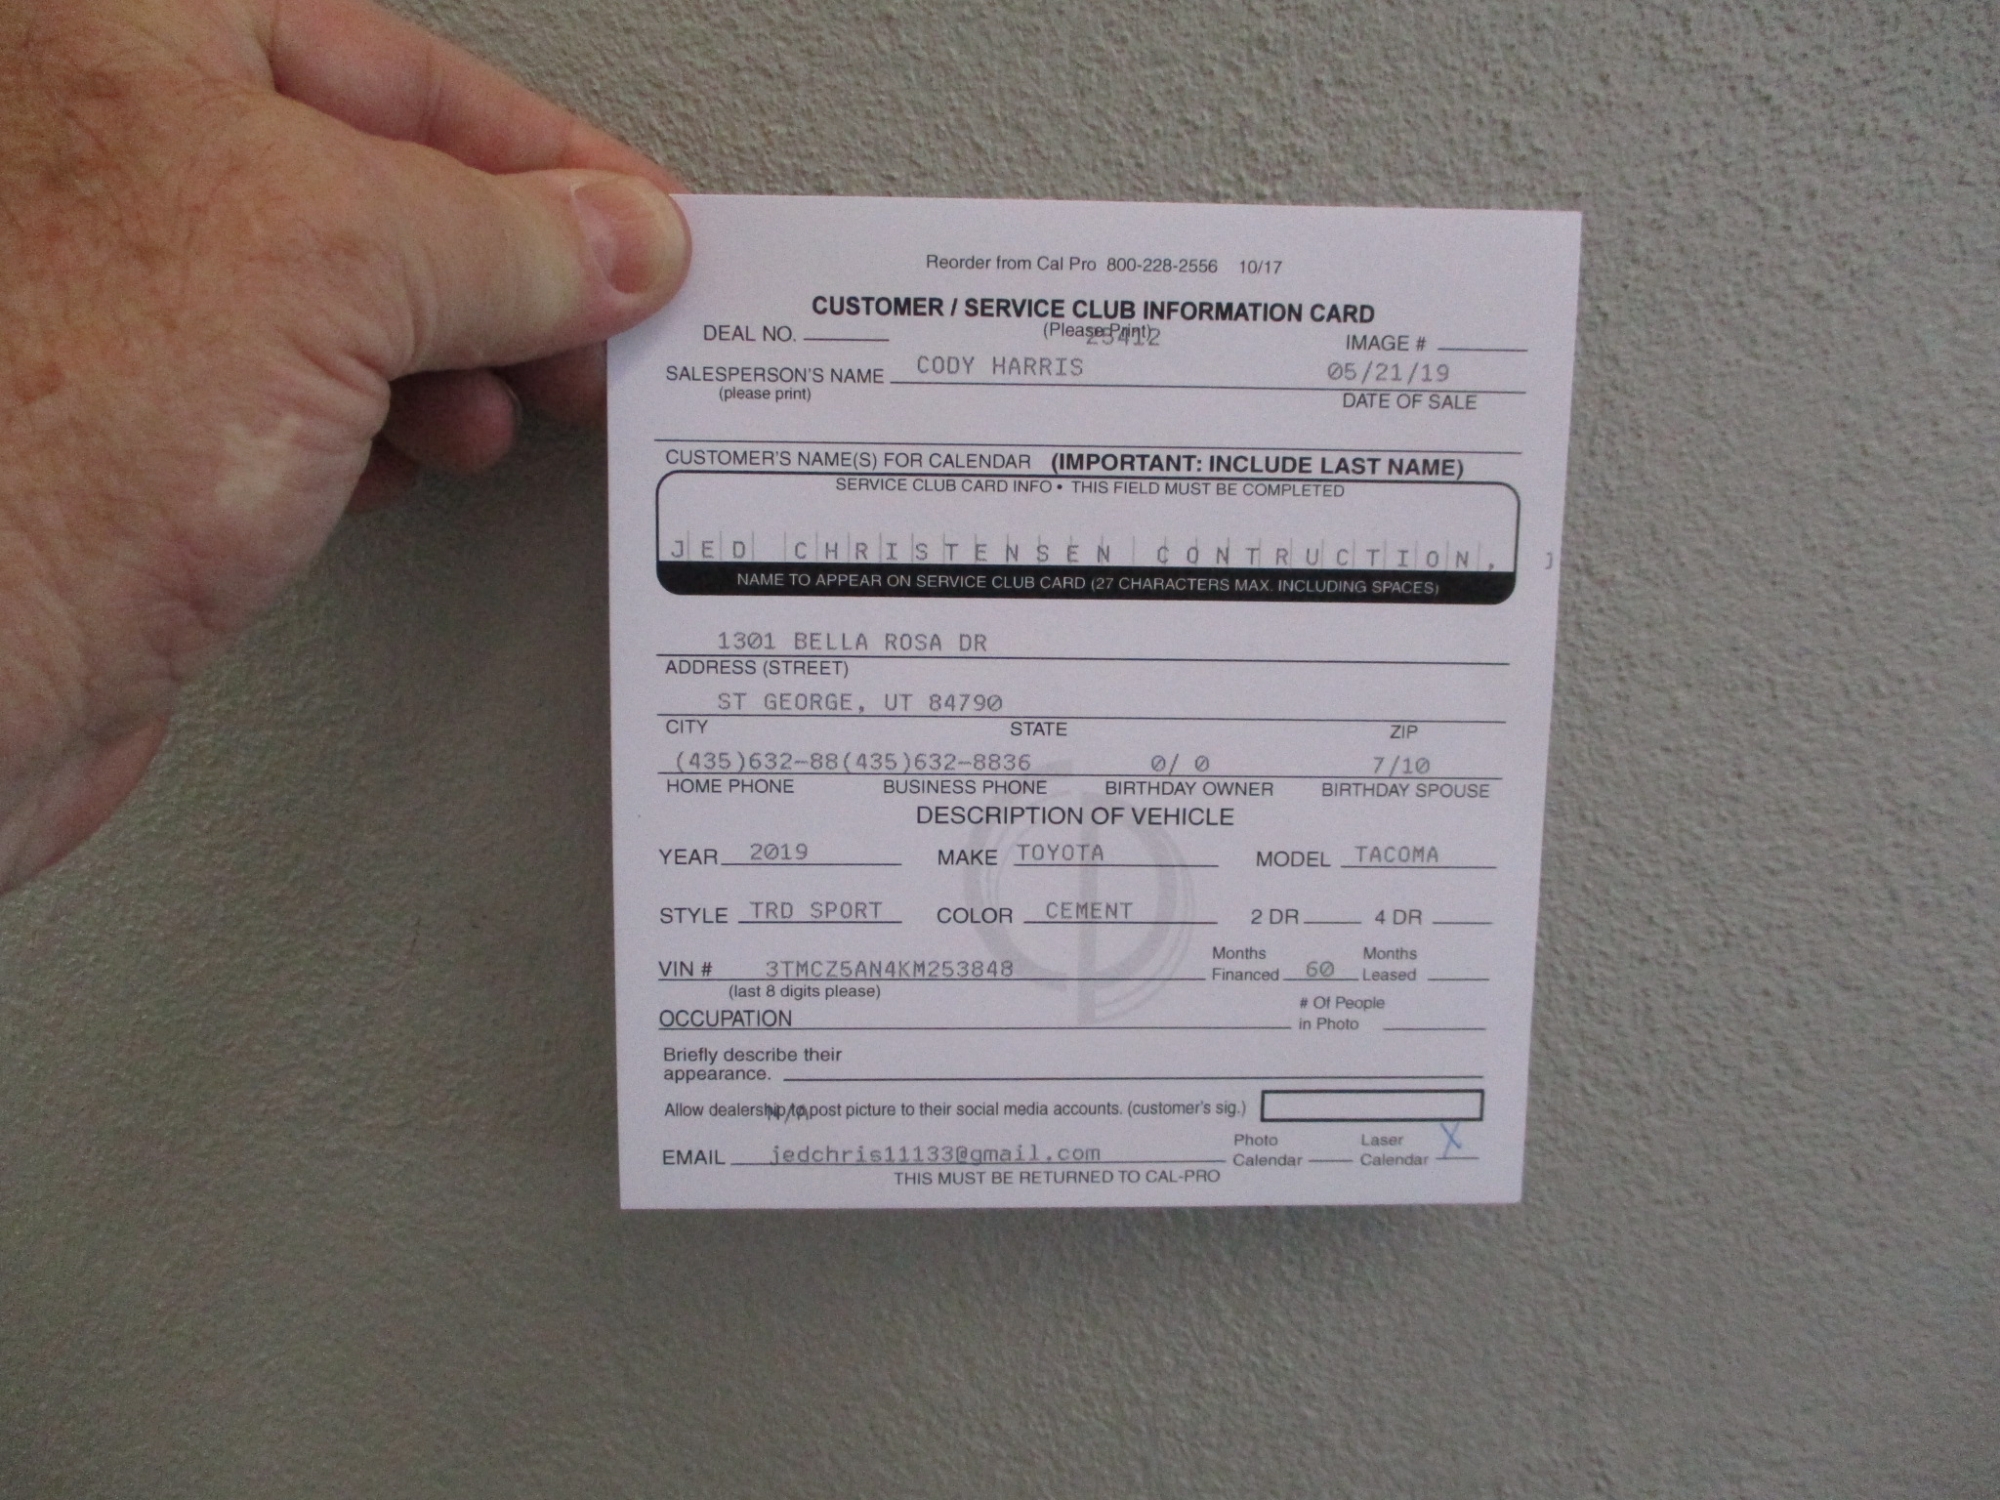 Reorder from Cal Pro 800-228-2556 10/17
CUSTOMER / SERVICE CLUB INFORMATION CARD
(Please Print) 23412
DEAL NO. IMAGE #
SALESPERSON'S NAME CODY HARRIS 05/21/19
(please print) DATE OF SALE
CUSTOMER'S NAME(S) FOR CALENDAR (IMPORTANT: INCLUDE LAST NAME)
SERVICE CLUB CARD INFO • THIS FIELD MUST BE COMPLETED
JED CHRISTENSEN CONTRUCTION,
NAME TO APPEAR ON SERVICE CLUB CARD (27 CHARACTERS MAX. INCLUDING SPACES)
1301 BELLA ROSA DR
ADDRESS (STREET)
ST GEORGE, UT 84790
CITY STATE ZIP
(435)632-88(435)632-8836 0/ 0 7/10
HOME PHONE BUSINESS PHONE BIRTHDAY OWNER BIRTHDAY SPOUSE
DESCRIPTION OF VEHICLE
YEAR 2019 MAKE TOYOTA MODEL TACOMA
STYLE TRD SPORT COLOR CEMENT 2 DR 4 DR
Months Months
VIN # 3TMCZ5AN4KM253848 Financed 60 Leased
(last 8 digits please)
# Of People
OCCUPATION in Photo
Briefly describe their
appearance.
N/A
Allow dealership to post picture to their social media accounts. (customer's sig.)
Photo Laser X
EMAIL jedchris11133@gmail.com Calendar Calendar
THIS MUST BE RETURNED TO CAL-PRO